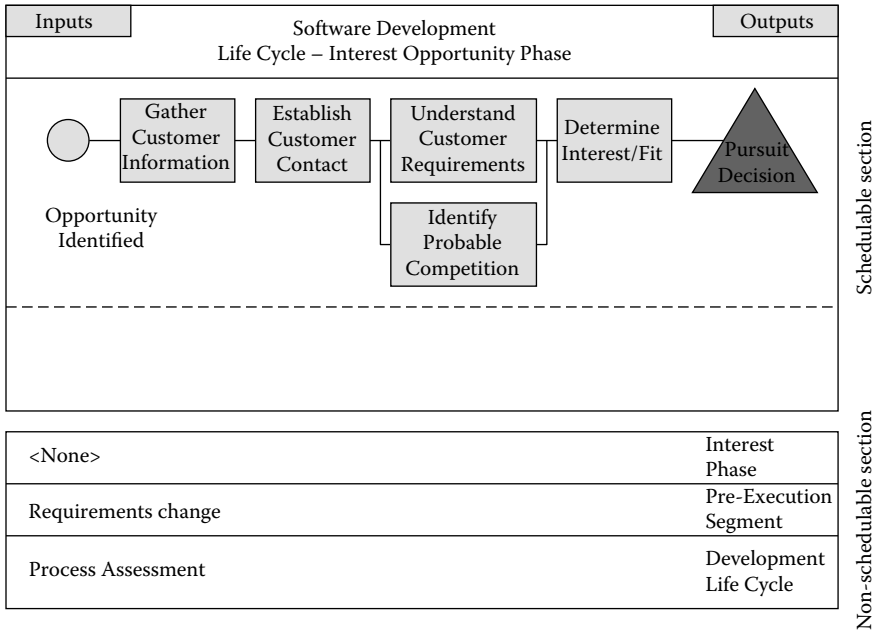 Inputs
Software Development
Life Cycle – Interest Opportunity Phase
Outputs
Gather
Customer
Information
Establish
Customer
Contact
Understand
Customer
Requirements
Determine
Interest/Fit
Pursuit
Decision
Opportunity
Identified
Identify
Probable
Competition
Schedulable section
<None>
Interest
Phase
Requirements change
Pre-Execution
Segment
Process Assessment
Development
Life Cycle
Non-schedulable section